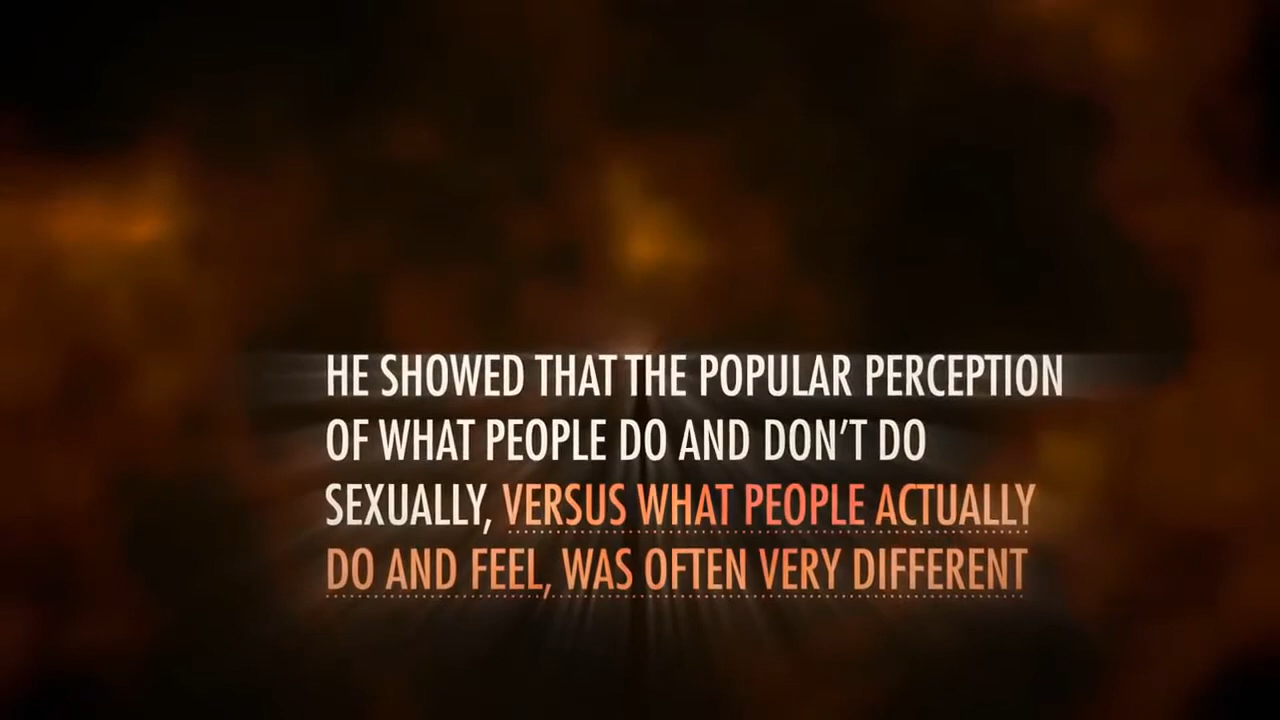 HE SHOWED THAT THE POPULAR PERCEPTION
OF WHAT PEOPLE DO AND DON'T DO
SEXUALLY, VERSUS WHAT PEOPLE ACTUALLY
DO AND FEEL, WAS OFTEN VERY DIFFERENT